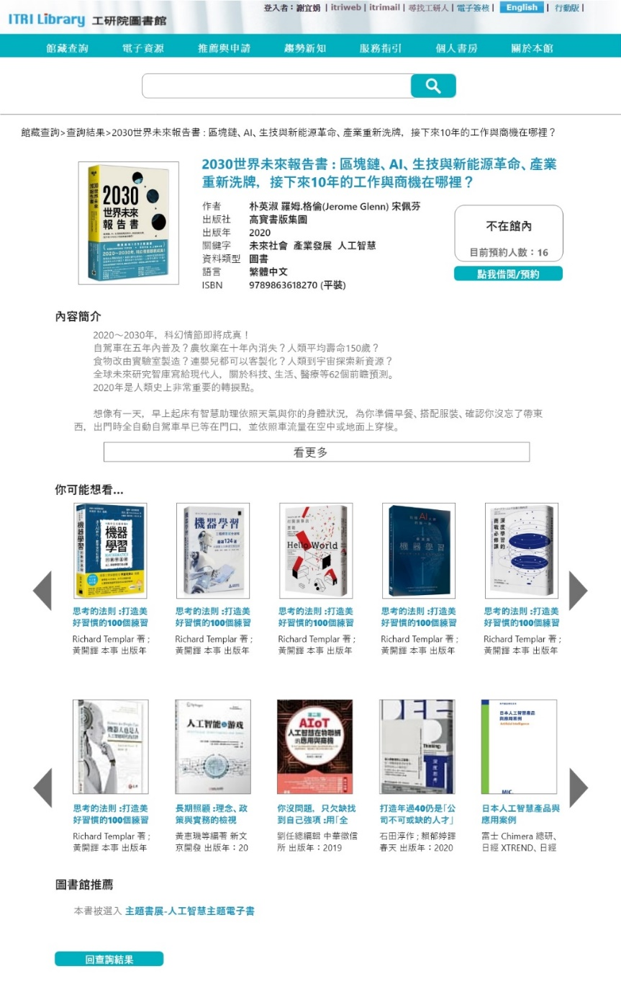 ITRI Library 工研院圖書館
登入者：謝宜娟 | itriweb | itrimail | 尋找工研人 | 電子簽核 | English | 行動版 |
館藏查詢 電子資源 推薦與申請 趨勢新知 服務指引 個人書房 關於本館
館藏查詢>查詢結果>2030世界未來報告書：區塊鏈、AI、生技與新能源革命、產業重新洗牌，接下來10年的工作與商機在哪裡？
2030世界未來報告書：區塊鏈、AI、生技與新能源革命、產業
重新洗牌，接下來10年的工作與商機在哪裡？
2030
世界未來
報告書
作者 朴英淑 羅姆.格倫(Jerome Glenn) 宋佩芬
出版社 高寶書版集團
出版年 2020
關鍵字 未來社會 產業發展 人工智慧
資料類型 圖書
語言 繁體中文
ISBN 9789863618270 (平裝)
不在館內
目前預約人數：16
點我借閱/預約
內容簡介
2020～2030年，科幻情節即將成真！
自駕車在五年內普及？農牧業在十年內消失？人類平均壽命150歲？
食物改由實驗室製造？連嬰兒都可以客製化？人類到宇宙探索新資源？
全球未來研究智庫寫給現代人，關於科技、生活、醫療等62個前瞻預測。
2020年是人類史上非常重要的轉捩點。
想像有一天，早上起床有智慧助理依照天氣與你的身體狀況，為你準備早餐、搭配服裝、確認你沒忘了帶東
西，出門時全自動自駕車早已等在門口，並依照車流量在空中或地面上穿梭。
看更多
你可能想看...
機器
學習
機器學習
Hello World
AI
機器學習
深度學習的
思考的法則 :打造美
好習慣的100個練習
Richard Templar 著 ;
黃開譯 本事 出版年
思考的法則 :打造美
好習慣的100個練習
Richard Templar 著 ;
黃開譯 本事 出版年
思考的法則 :打造美
好習慣的100個練習
Richard Templar 著 ;
黃開譯 本事 出版年
思考的法則 :打造美
好習慣的100個練習
Richard Templar 著 ;
黃開譯 本事 出版年
思考的法則 :打造美
好習慣的100個練習
Richard Templar 著 ;
黃開譯 本事 出版年
機器人也是人
人工智能与游戏
AIoT
人工智慧在物聯網
的應用與商機
Thinking
深度思考
日本人工智慧產品
與應用案例
Artificial Intelligence
MIC
思考的法則 :打造美
好習慣的100個練習
Richard Templar 著 ;
黃開譯 本事 出版年
長期照顧 :理念、政
策與實務的檢視
黃惠璣等編著 新文
京開發 出版年：20
你沒問題，只欠缺找
到自己強項 :用「全
劉任總編輯 中華徵信
所 出版年：2019
打造年過40仍是「公
司不可或缺的人才」
石田淳作 ; 賴郁婷譯
春天 出版年：2020
日本人工智慧產品與
應用案例
富士 Chimera 總研、
日經 XTREND、日經
圖書館推薦
本書被選入 主題書展-人工智慧主題電子書
回查詢結果